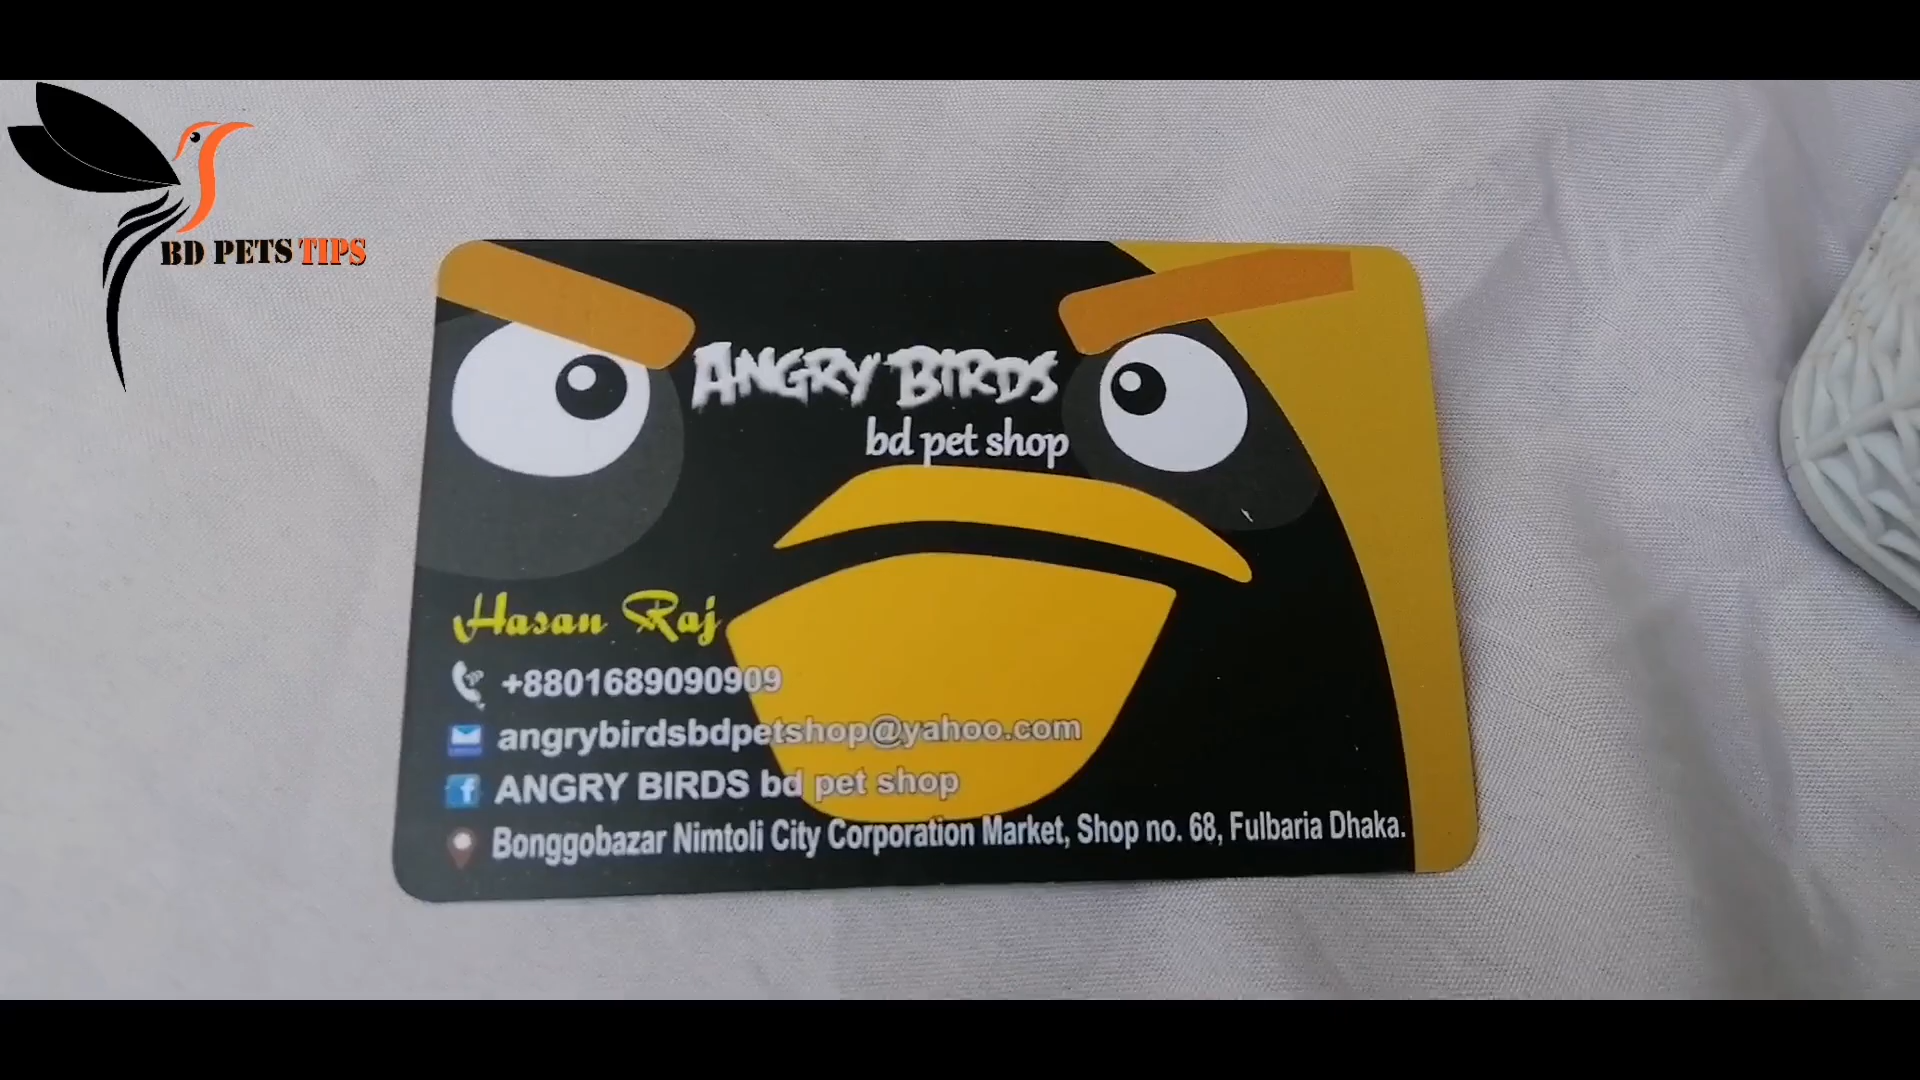 BD PETS TIPS
ANGRY BIRDS
bd pet shop
Hasan Raj
+8801689090909
angrybirdsbdpetshop@yahoo.com
ANGRY BIRDS bd pet shop
Bonggobazar Nimtoli City Corporation Market, Shop no. 68, Fulbaria Dhaka.